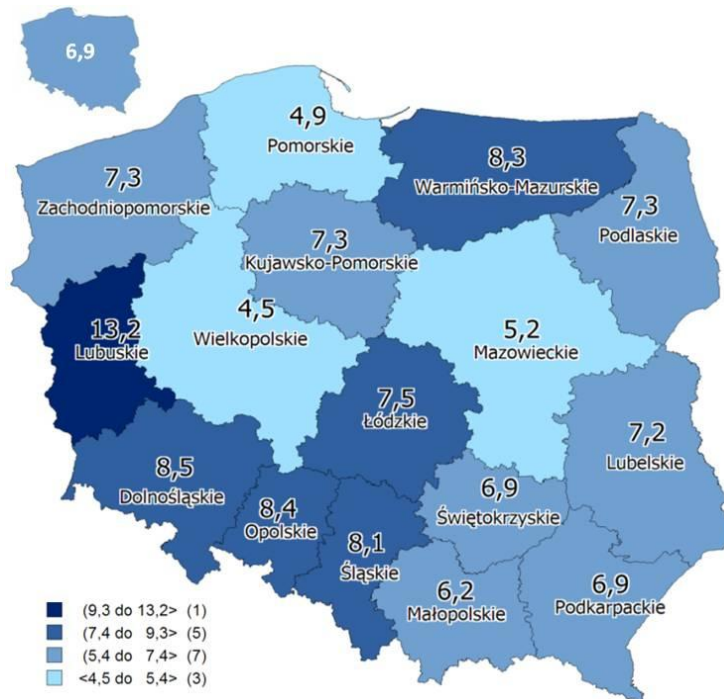 6,9
4,9
Pomorskie
8,3
Warmińsko-Mazurskie
7,3
Zachodniopomorskie
7,3
Podlaskie
7,3
Kujawsko-Pomorskie
13,2
Lubuskie
4,5
Wielkopolskie
5,2
Mazowieckie
7,5
Łódzkie
7,2
Lubelskie
8,5
Dolnośląskie
8,4
Opolskie
6,9
Świętokrzyskie
8,1
Śląskie
6,2
Małopolskie
6,9
Podkarpackie
(9,3 do 13,2> (1)
(7,4 do 9,3> (5)
(5,4 do 7,4> (7)
<4,5 do 5,4> (3)